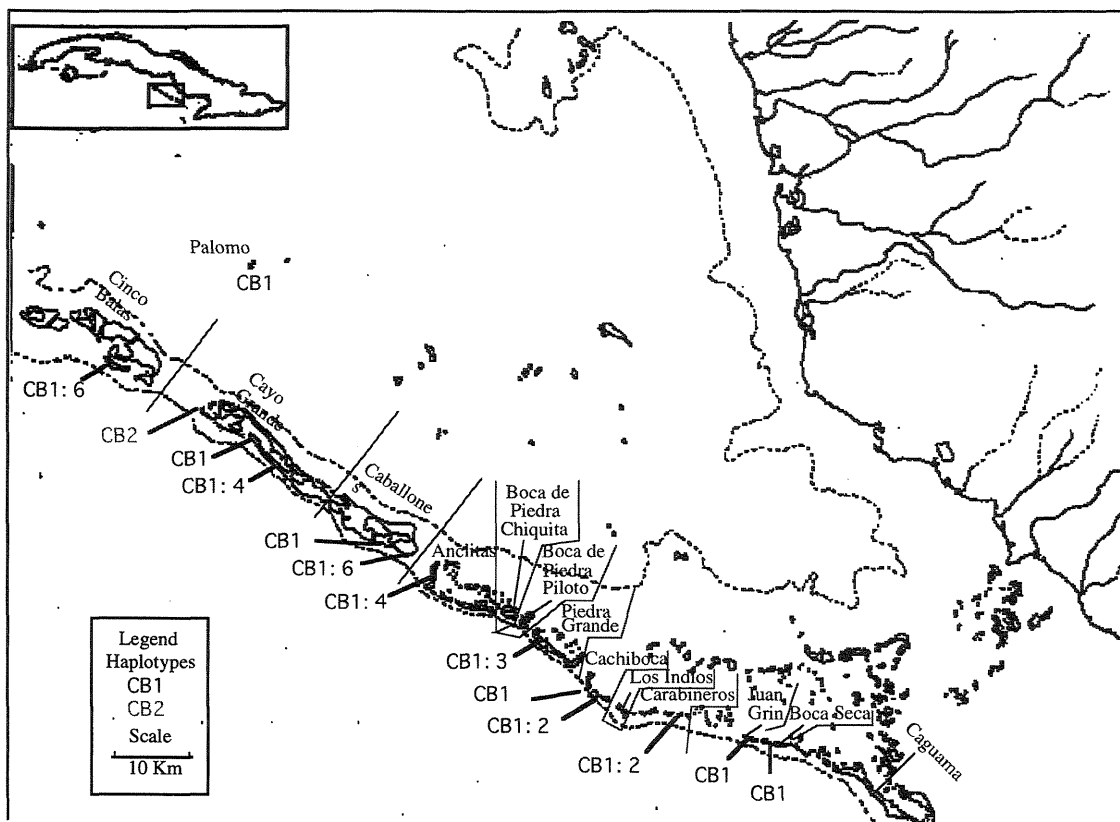 Palomo
CB1
Cinco
Balas
CB1: 6
CB2
Cayo
Grande
CB1
CB1: 4
Caballone
s
CB1
CB1: 6
Anclitas
CB1: 4
Boca de
Piedra
Chiquita
Boca de
Piedra
Piloto
Piedra
Grande
CB1: 3
Cachiboca
CB1
Los Indios
CB1: 2
Carabineros
CB1: 2
Juan
Grin
Boca Seca
CB1
CB1
Caguama
Legend
Haplotypes
CB1
CB2
Scale
10 Km